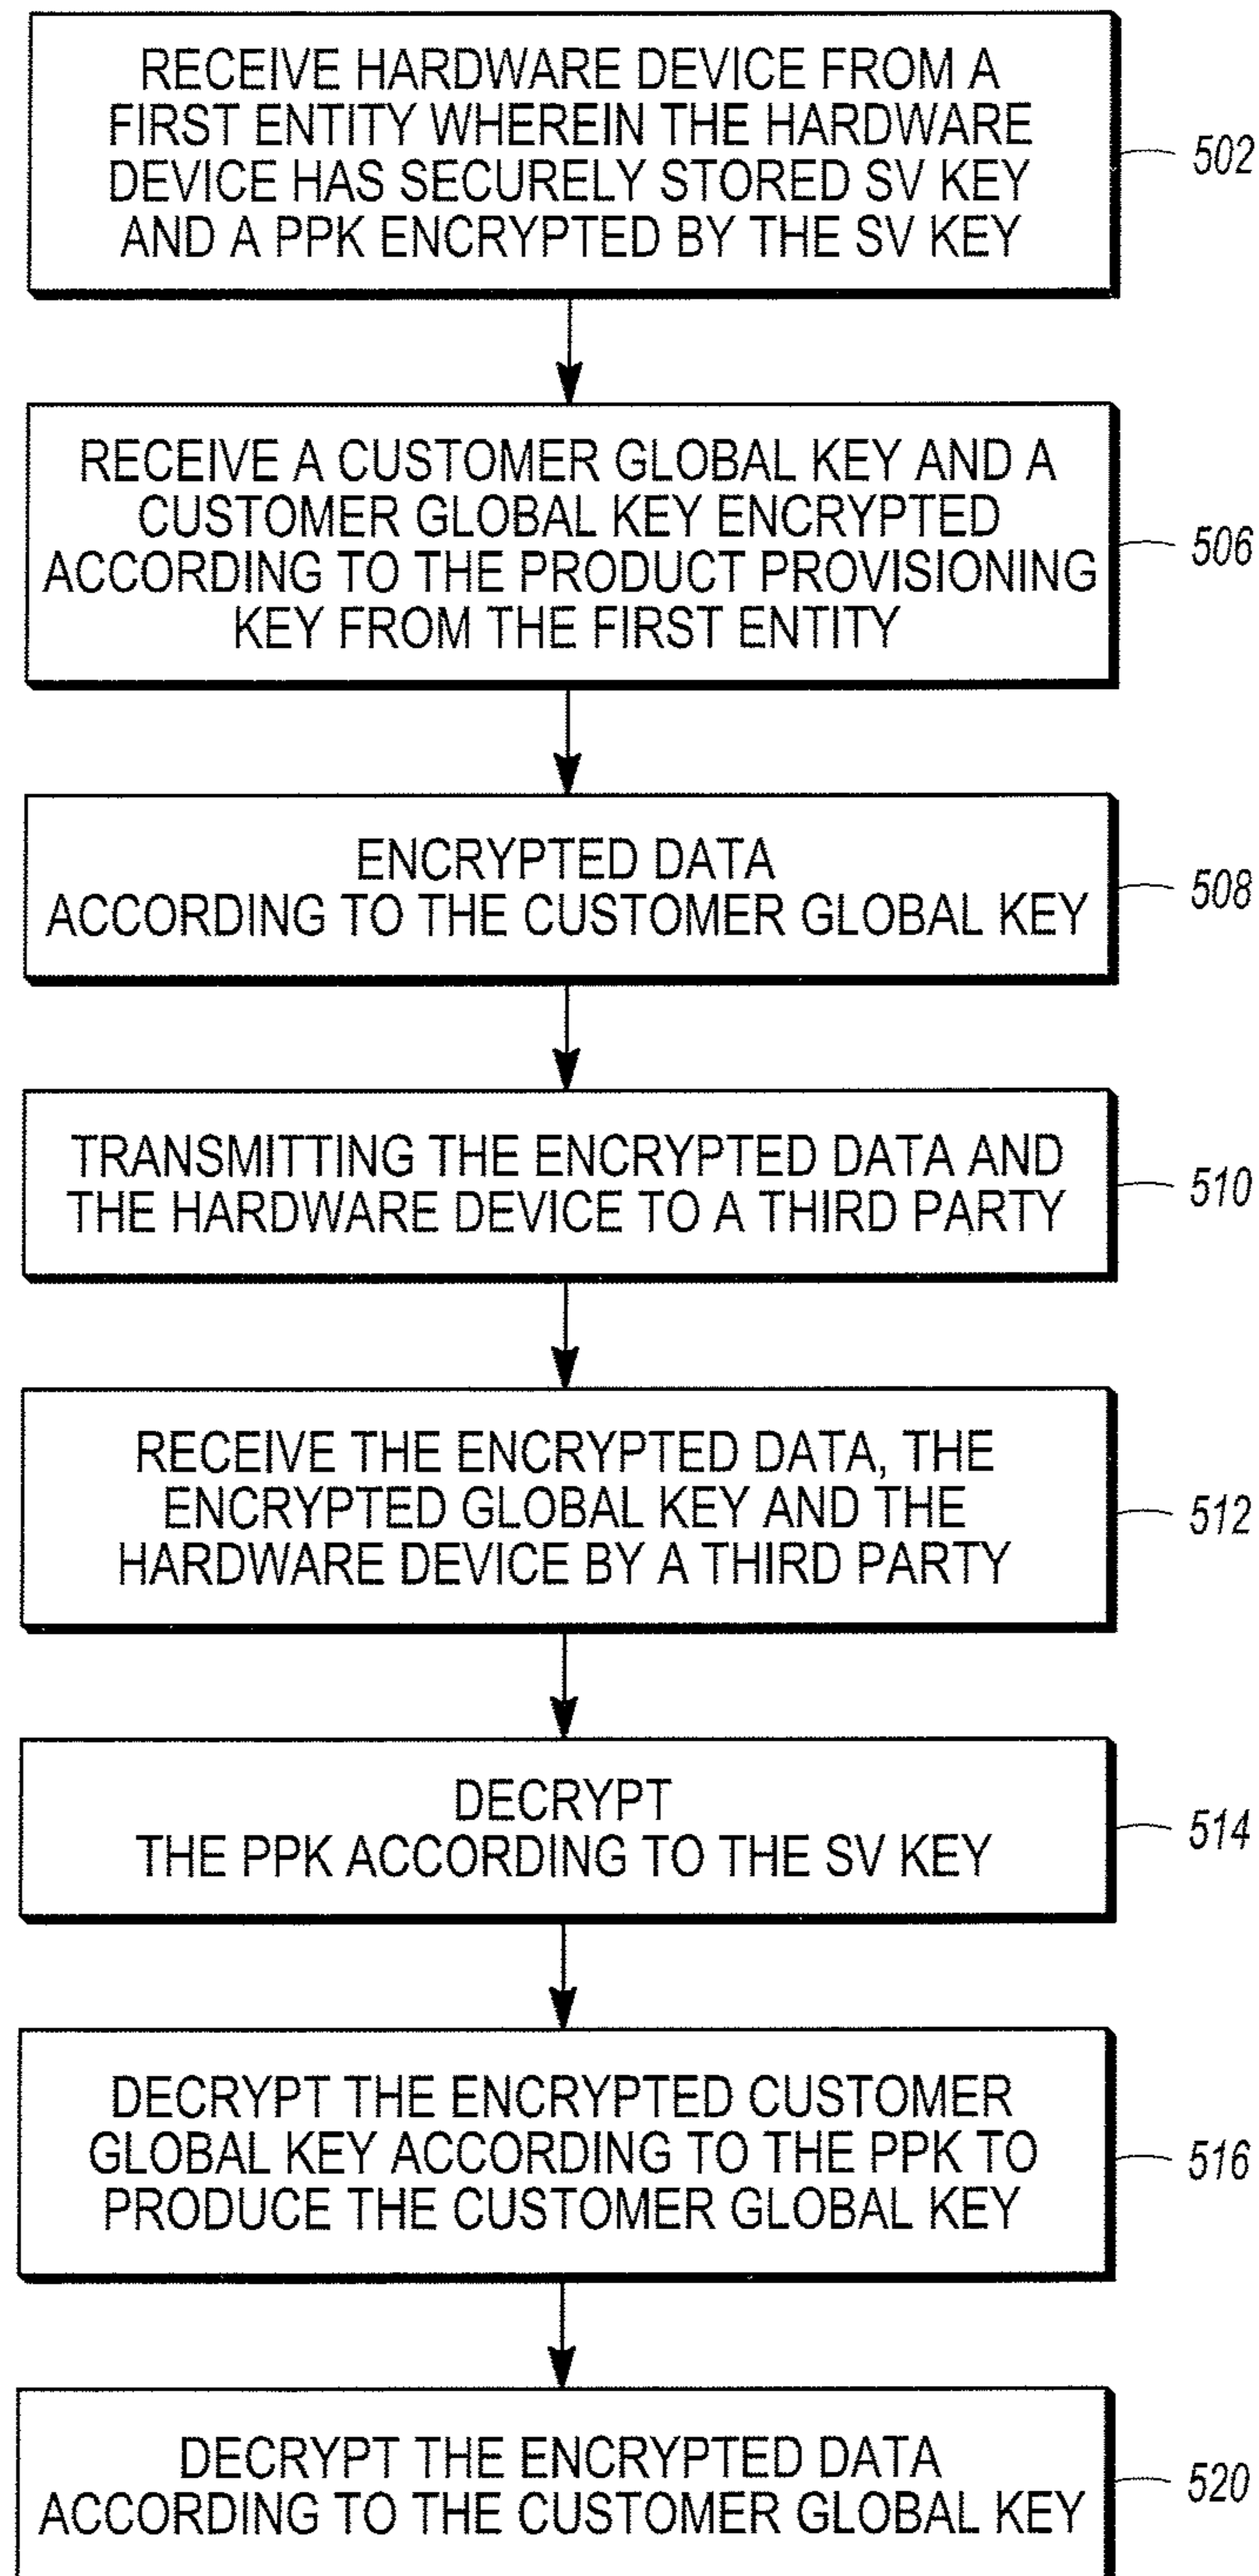 RECEIVE HARDWARE DEVICE FROM A
FIRST ENTITY WHEREIN THE HARDWARE
DEVICE HAS SECURELY STORED SV KEY
AND A PPK ENCRYPTED BY THE SV KEY
502
RECEIVE A CUSTOMER GLOBAL KEY AND A
CUSTOMER GLOBAL KEY ENCRYPTED
ACCORDING TO THE PRODUCT PROVISIONING
KEY FROM THE FIRST ENTITY
506
ENCRYPTED DATA
ACCORDING TO THE CUSTOMER GLOBAL KEY
508
TRANSMITTING THE ENCRYPTED DATA AND
THE HARDWARE DEVICE TO A THIRD PARTY
510
RECEIVE THE ENCRYPTED DATA, THE
ENCRYPTED GLOBAL KEY AND THE
HARDWARE DEVICE BY A THIRD PARTY
512
DECRYPT
THE PPK ACCORDING TO THE SV KEY
514
DECRYPT THE ENCRYPTED CUSTOMER
GLOBAL KEY ACCORDING TO THE PPK TO
PRODUCE THE CUSTOMER GLOBAL KEY
516
DECRYPT THE ENCRYPTED DATA
ACCORDING TO THE CUSTOMER GLOBAL KEY
520